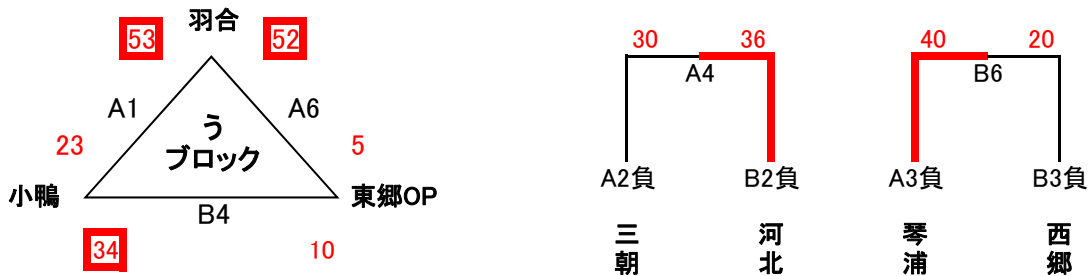 羽合
53 52
A1 A6
う
ブロック
23 5
小鴨 東郷OP
B4
34 10
30 36
A4
A2負 B2負
三朝 河北
40 20
B6
A3負 B3負
琴浦 西郷